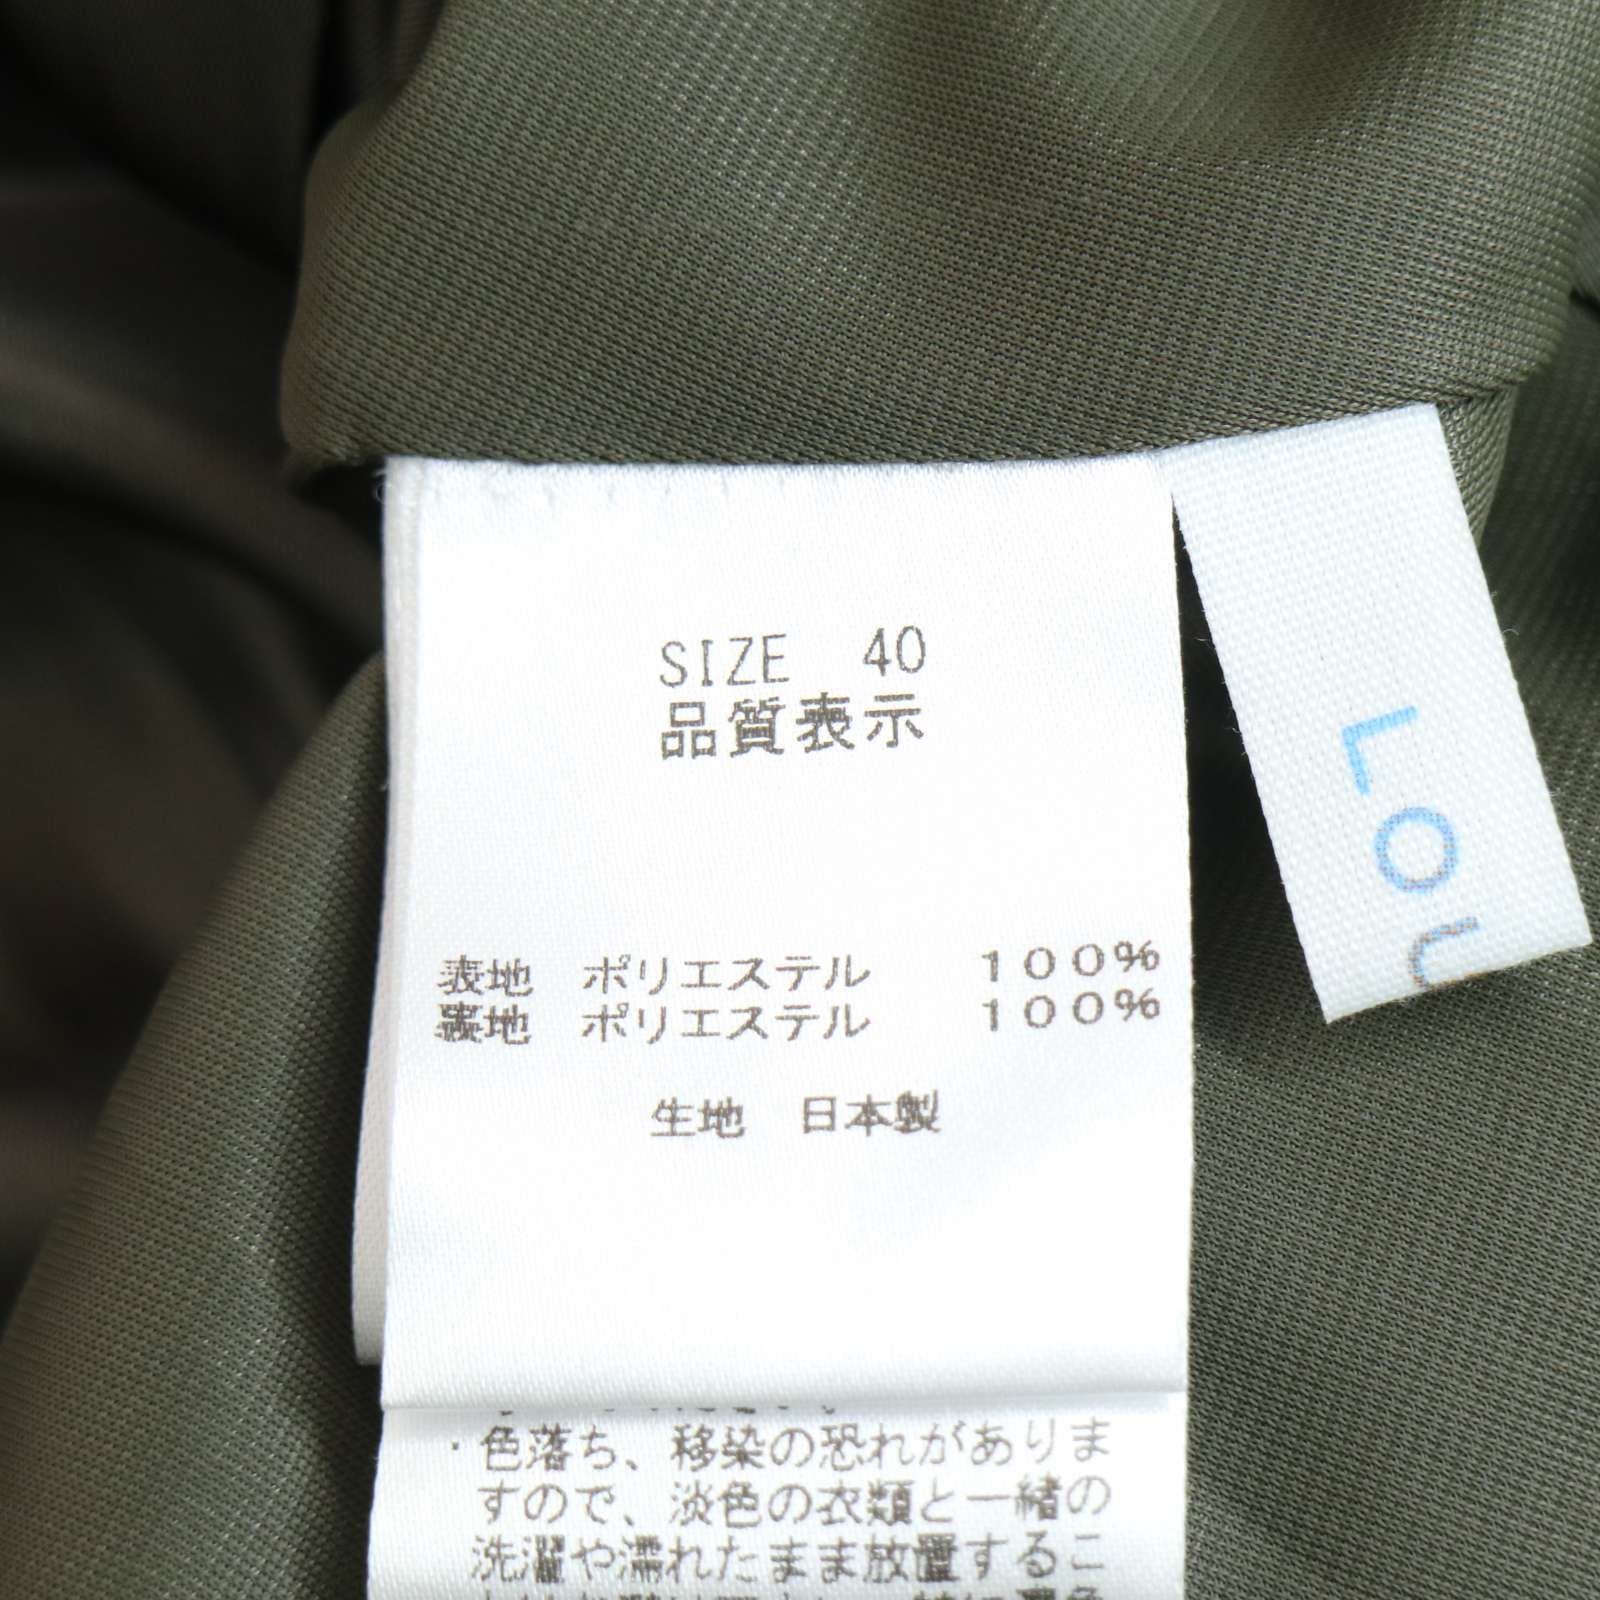 SIZE 40
品質表示
表地 ポリエステル 100%
裏地 ポリエステル 100%
生地 日本製
・色落ち、移染の恐れがありま
すので、淡色の衣類と一緒の
洗濯や濡れたまま放置するこ
LOU